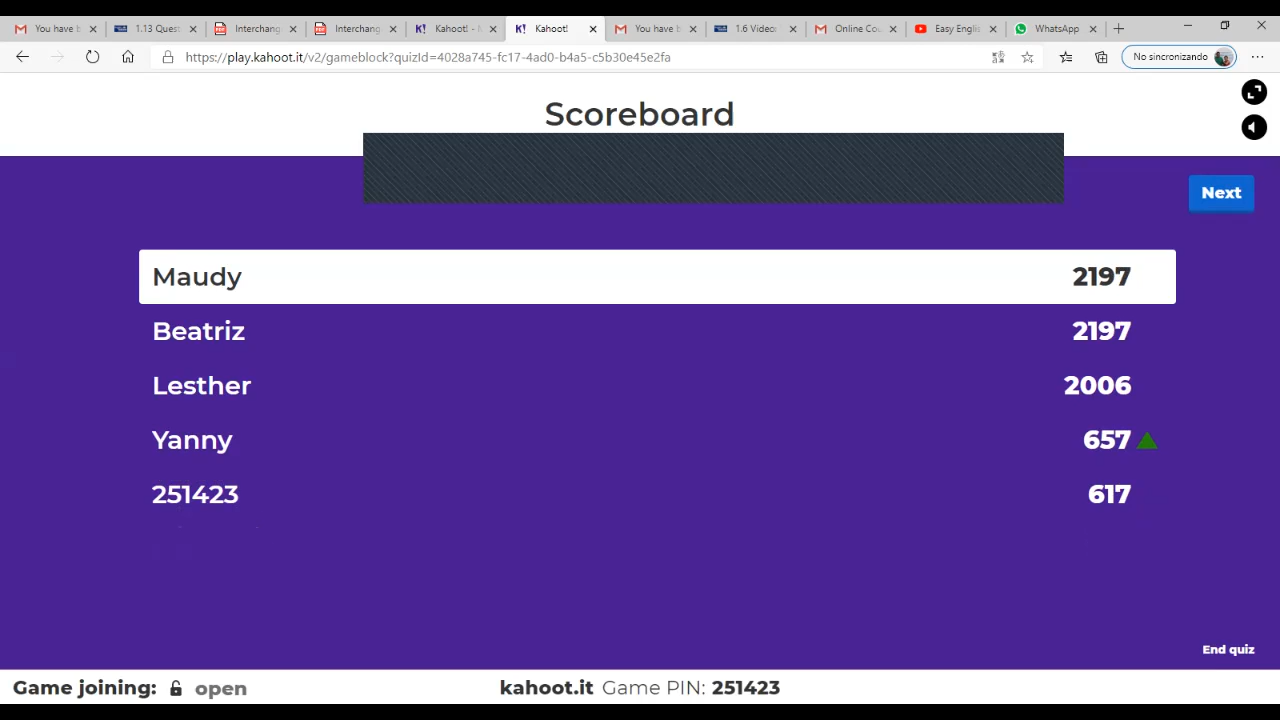 You have b
1.13 Quest
Interchang
Interchang
Kahoot! - M
Kahoot!
You have b
1.6 Video
Online Cou
Easy Englis
WhatsApp
https://play.kahoot.it/v2/gameblock?quizId=4028a745-fc17-4ad0-b4a5-c5b30e45e2fa
No sincronizando
Scoreboard
Next
Maudy 2197
Beatriz 2197
Lesther 2006
Yanny 657
251423 617
End quiz
Game joining: open
kahoot.it Game PIN: 251423